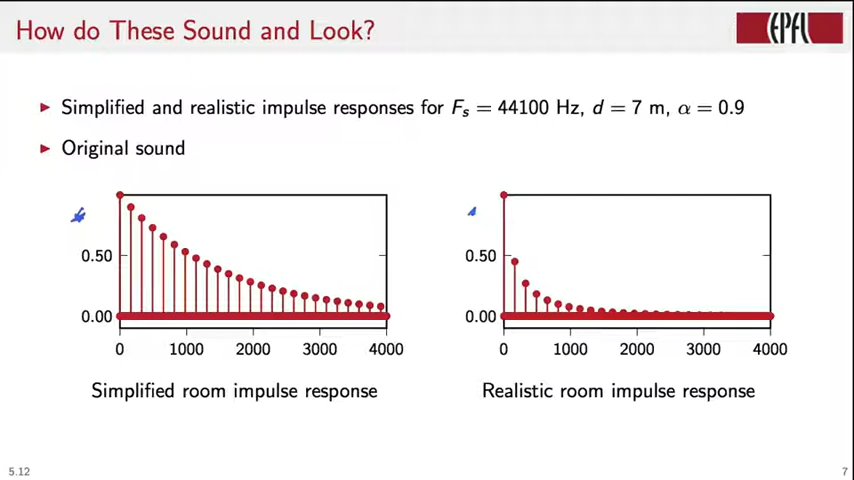 How do These Sound and Look?
EPFL
Simplified and realistic impulse responses for Fs = 44100 Hz, d = 7 m, α = 0.9
Original sound
0.50
0.00
0 1000 2000 3000 4000
Simplified room impulse response
0.50
0.00
0 1000 2000 3000 4000
Realistic room impulse response
5.12
7